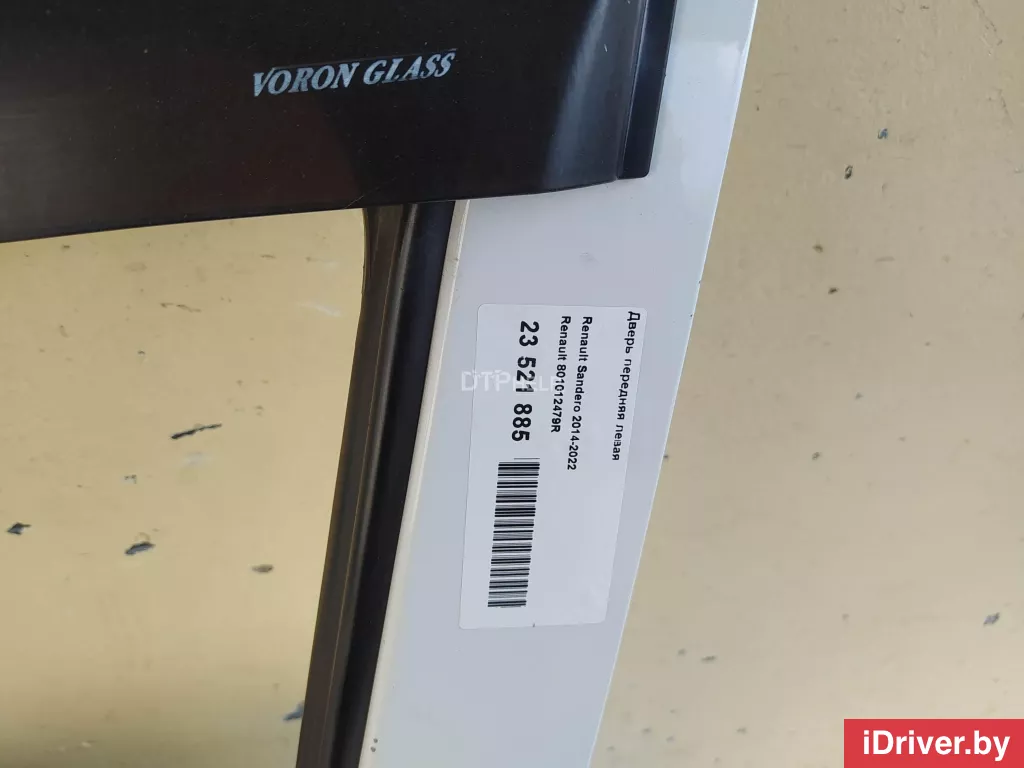 VORON GLASS
Дверь передняя левая
Renault Sandero 2014-2022
Renault 801012479R
23 521 885
iDriver.by